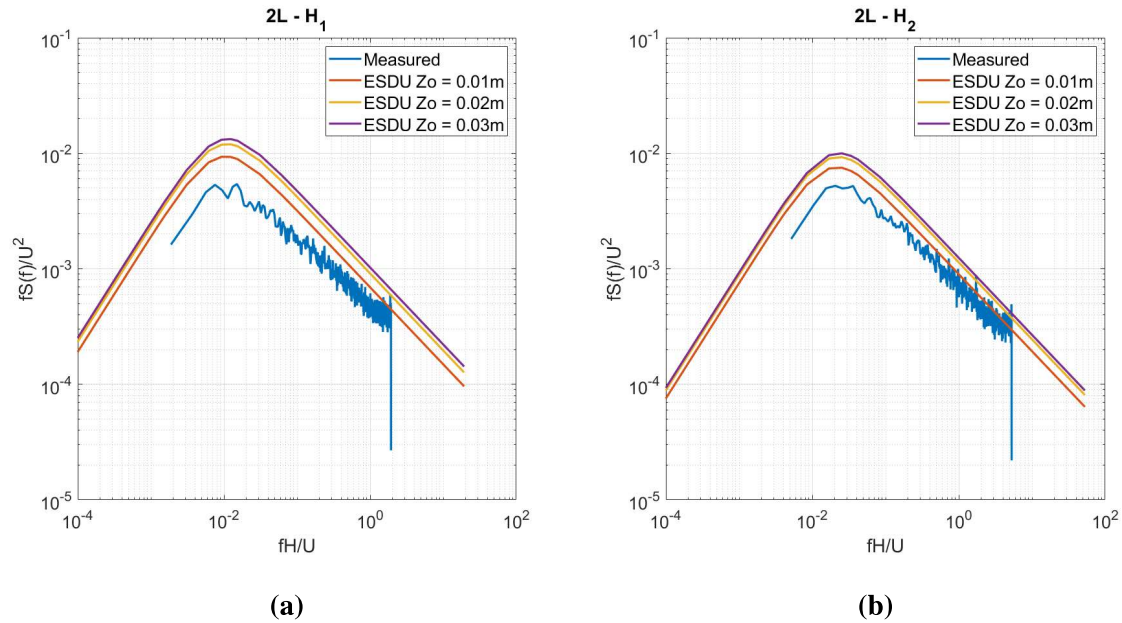 2L - H1
10^-1
10^-2
10^-3
10^-4
10^-5
fS(f)/U^2
10^-4
10^-2
10^0
10^2
fH/U
Measured
ESDU Zo = 0.01m
ESDU Zo = 0.02m
ESDU Zo = 0.03m
(a)
2L - H2
10^-1
10^-2
10^-3
10^-4
10^-5
fS(f)/U^2
10^-4
10^-2
10^0
10^2
fH/U
Measured
ESDU Zo = 0.01m
ESDU Zo = 0.02m
ESDU Zo = 0.03m
(b)